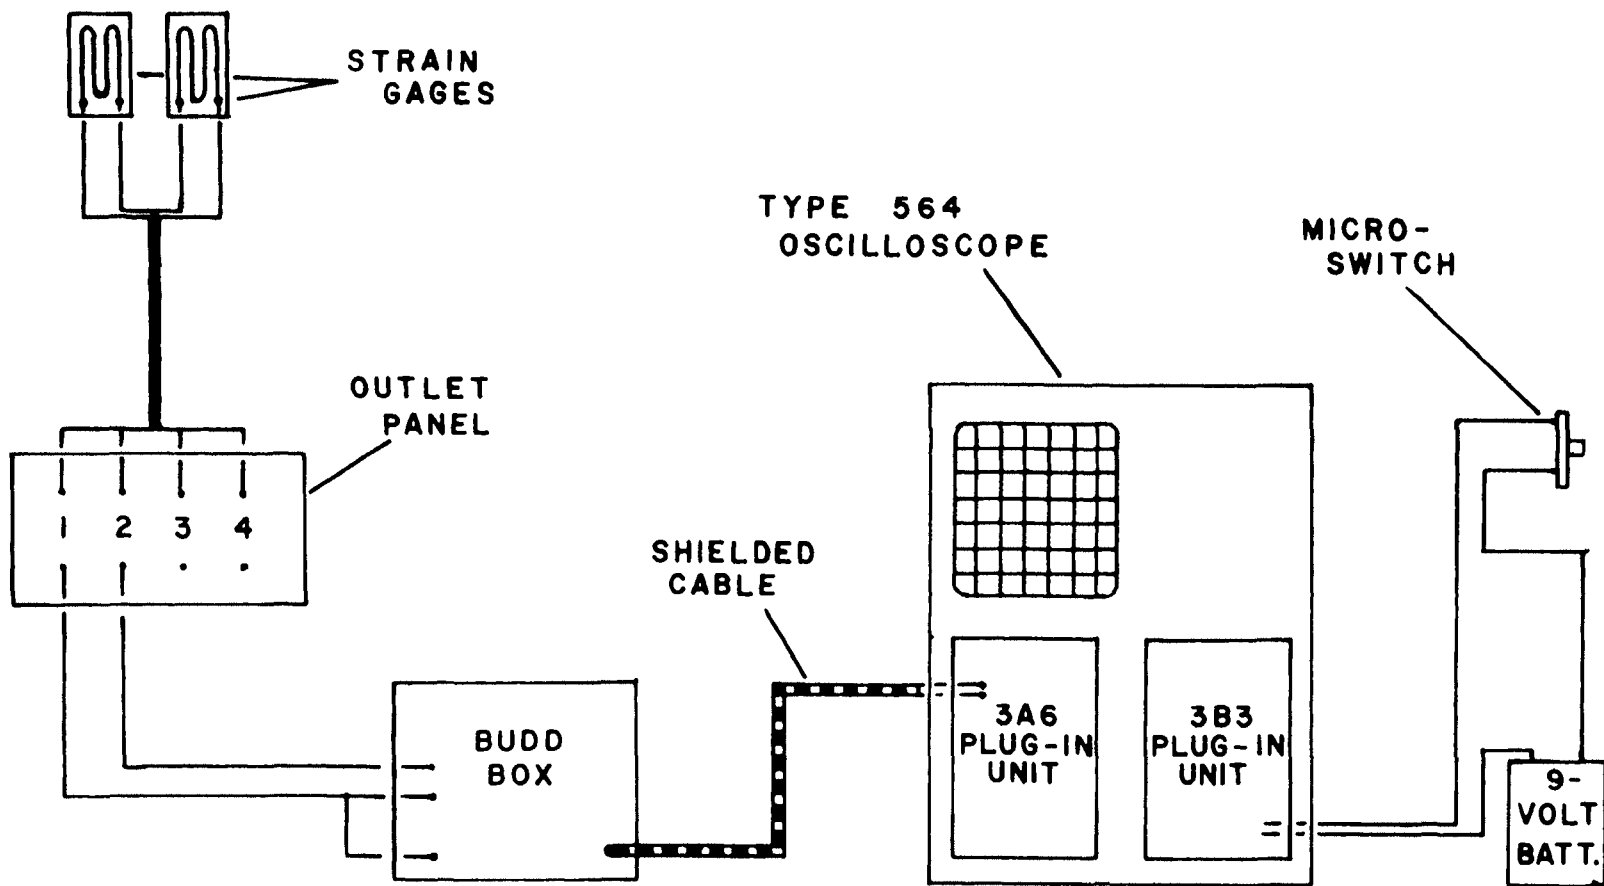 STRAIN
GAGES
TYPE 564
OSCILLOSCOPE
MICRO-
SWITCH
OUTLET
PANEL
1 2 3 4
SHIELDED
CABLE
BUDD
BOX
3A6
PLUG-IN
UNIT
3B3
PLUG-IN
UNIT
9-
VOLT
BATT.